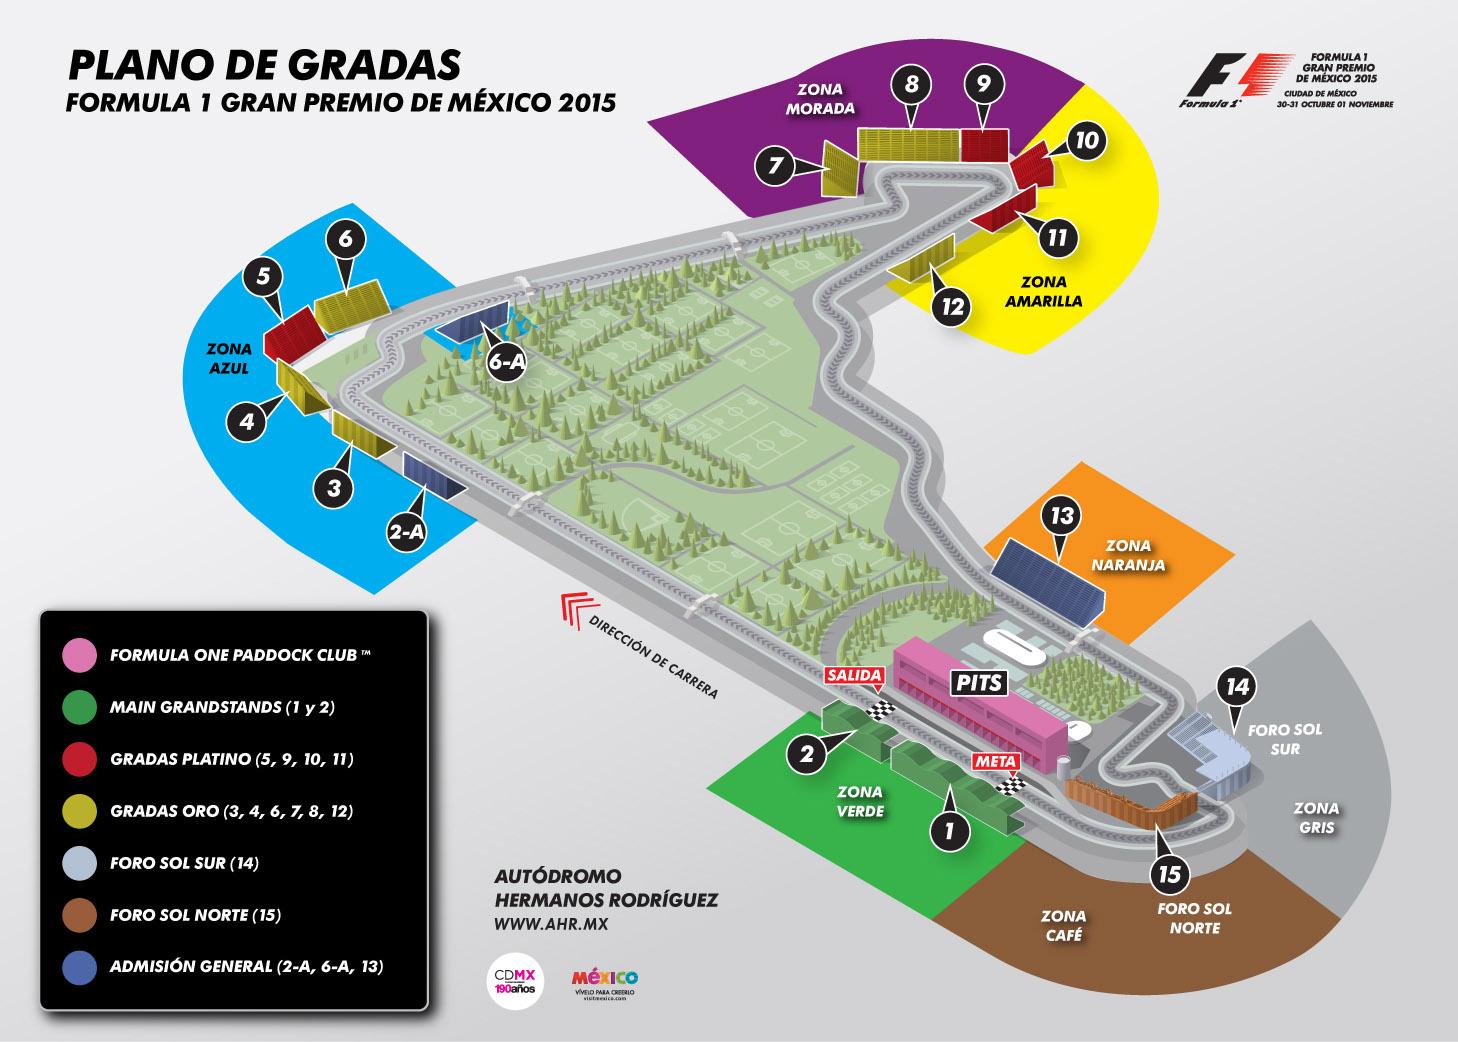 PLANO DE GRADAS
FORMULA 1 GRAN PREMIO DE MÉXICO 2015
F1
Formula 1
FORMULA 1
GRAN PREMIO
DE MÉXICO 2015
CIUDAD DE MÉXICO
30-31 OCTUBRE 01 NOVIEMBRE
ZONA
MORADA
8
9
7
10
11
12
ZONA
AMARILLA
6
5
ZONA
AZUL
6-A
4
3
2-A
13
ZONA
NARANJA
DIRECCIÓN DE CARRERA
SALIDA
PITS
META
14
FORO SOL
SUR
2
1
ZONA
VERDE
ZONA
GRIS
15
FORO SOL
NORTE
ZONA
CAFÉ
FORMULA ONE PADDOCK CLUB ™
MAIN GRANDSTANDS (1 y 2)
GRADAS PLATINO (5, 9, 10, 11)
GRADAS ORO (3, 4, 6, 7, 8, 12)
FORO SOL SUR (14)
FORO SOL NORTE (15)
ADMISIÓN GENERAL (2-A, 6-A, 13)
AUTÓDROMO
HERMANOS RODRÍGUEZ
WWW.AHR.MX
CDMX
190años
méxico
VÍVELO PARA CREERLO
visitmexico.com